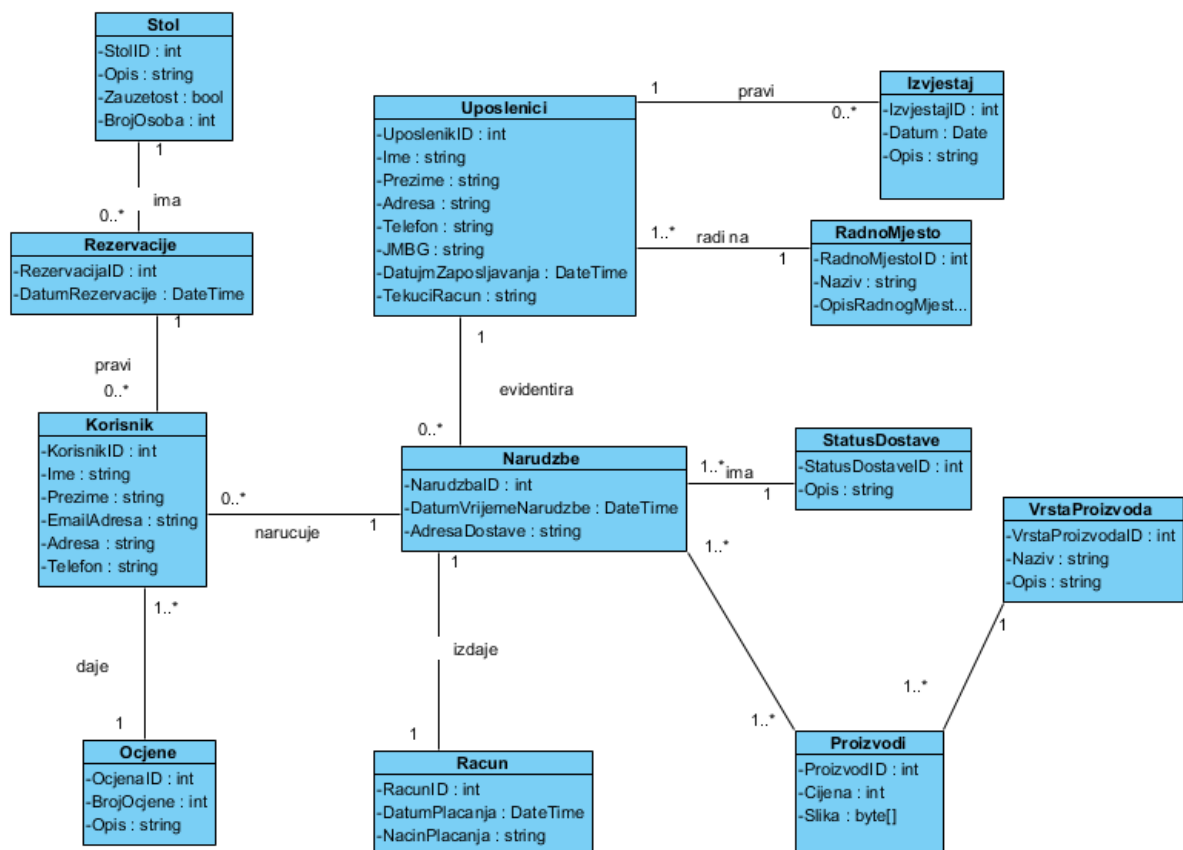 Stol
-StolID : int
-Opis : string
-Zauzetost : bool
-BrojOsoba : int
1
ima
0..*
Rezervacije
-RezervacijaID : int
-DatumRezervacije : DateTime
1
pravi
0..*
Korisnik
-KorisnikID : int
-Ime : string
-Prezime : string
-EmailAdresa : string
-Adresa : string
-Telefon : string
0..*
narucuje
1
1..*
daje
1
Ocjene
-OcjenaID : int
-BrojOcjene : int
-Opis : string
Uposlenici
-UposlenikID : int
-Ime : string
-Prezime : string
-Adresa : string
-Telefon : string
-JMBG : string
-DatujmZaposljavanja : DateTime
-TekuciRacun : string
1
pravi
0..*
Izvjestaj
-IzvjestajID : int
-Datum : Date
-Opis : string
1..*
radi na
1
RadnoMjesto
-RadnoMjestoID : int
-Naziv : string
-OpisRadnogMjest...
1
evidentira
0..*
Narudzbe
-NarudzbaID : int
-DatumVrijemeNarudzbe : DateTime
-AdresaDostave : string
1..*
ima
1
StatusDostave
-StatusDostaveID : int
-Opis : string
1
izdaje
1
Racun
-RacunID : int
-DatumPlacanja : DateTime
-NacinPlacanja : string
1..*
1..*
VrstaProizvoda
-VrstaProizvodaID : int
-Naziv : string
-Opis : string
1
1..*
Proizvodi
-ProizvodID : int
-Cijena : int
-Slika : byte[]